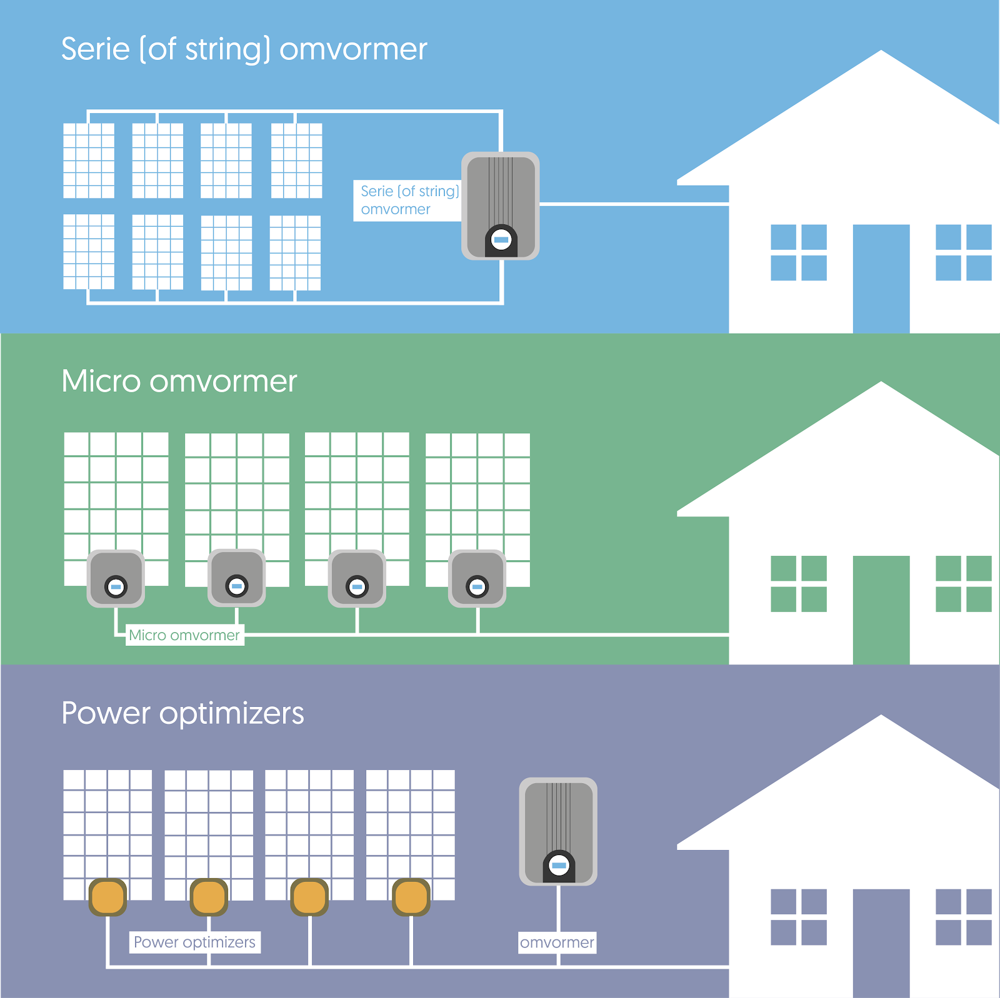 Serie (of string) omvormer
Serie (of string)
omvormer
Micro omvormer
Micro omvormer
Power optimizers
Power optimizers
omvormer